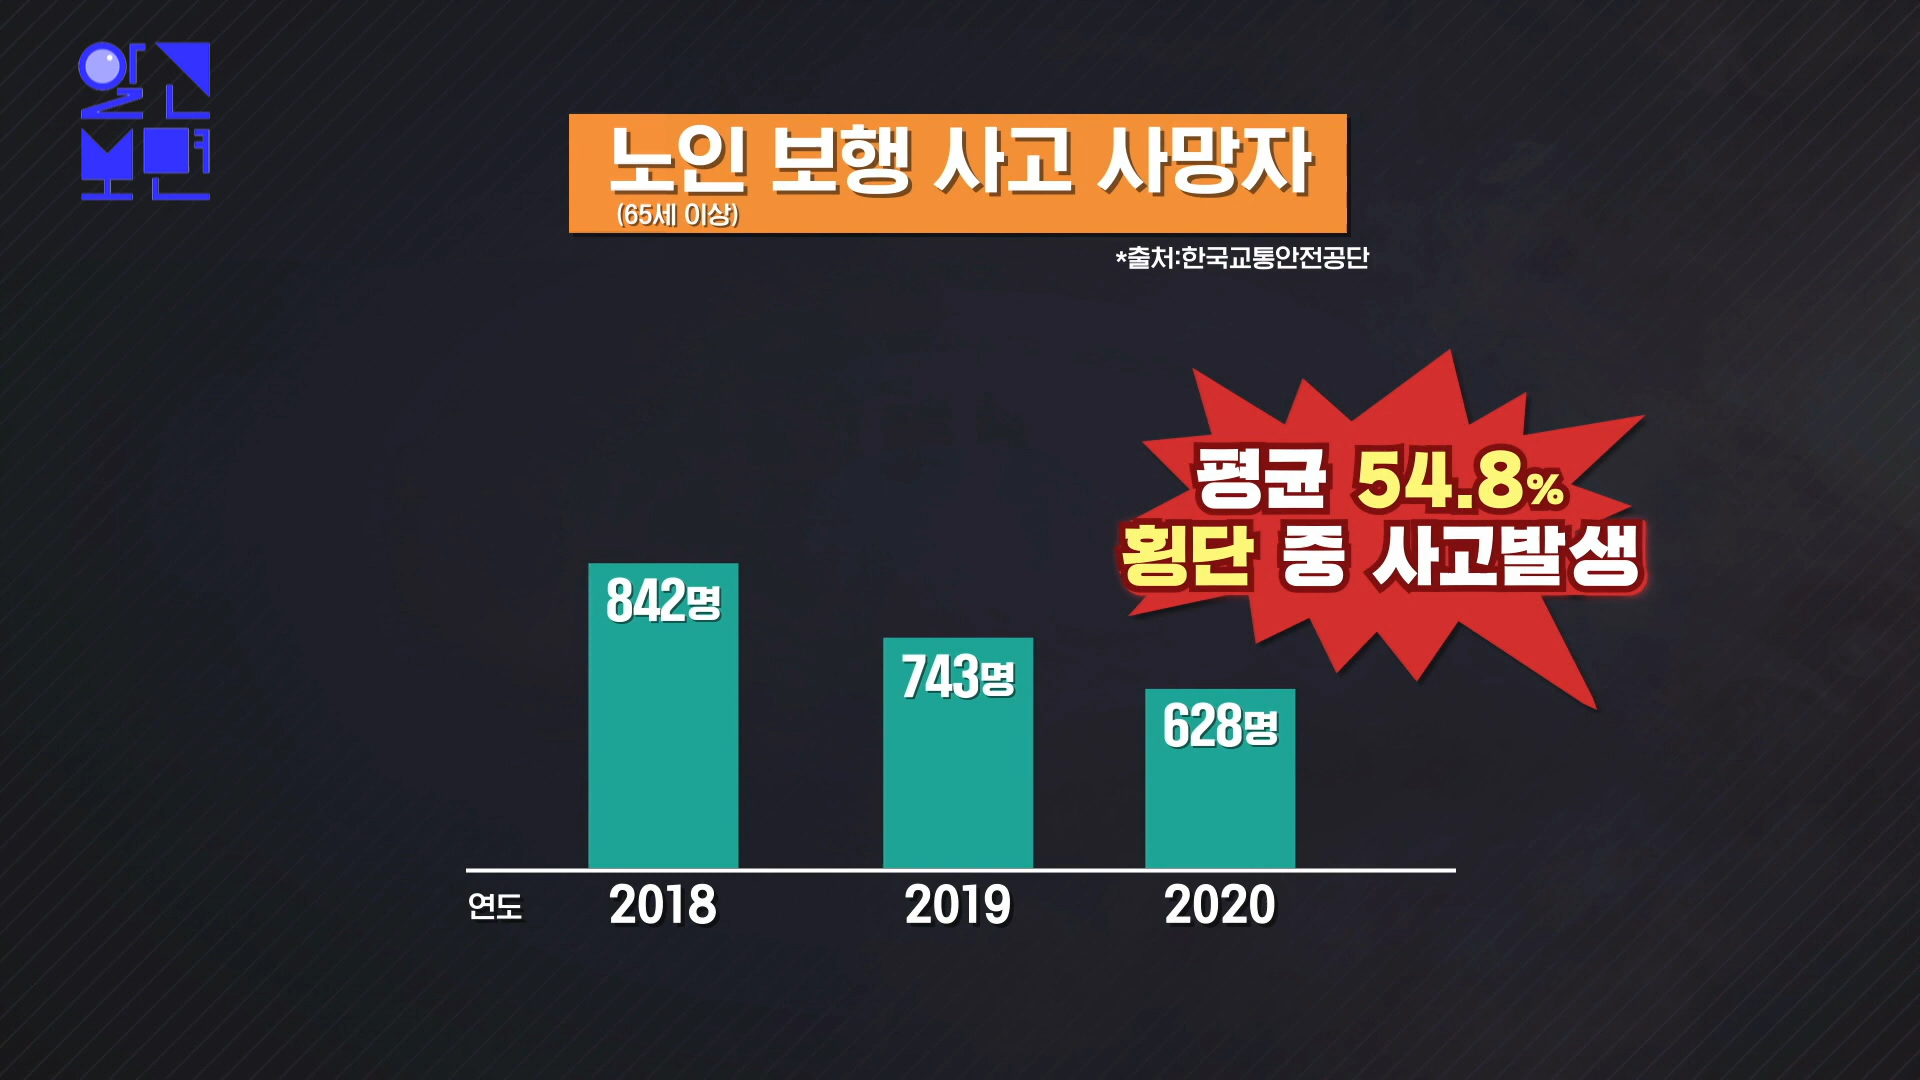 알고
보면
노인 보행 사고 사망자
(65세 이상)
*출처:한국교통안전공단
평균 54.8%
횡단 중 사고발생
842명
743명
628명
연도 2018 2019 2020